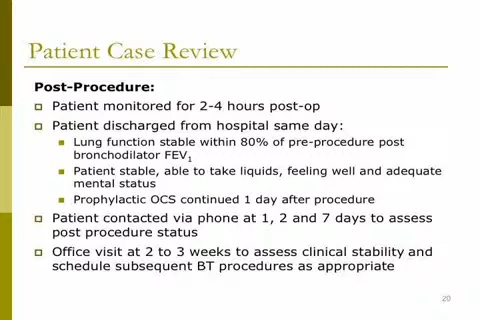 Patient Case Review
Post-Procedure:
Patient monitored for 2-4 hours post-op
Patient discharged from hospital same day:
Lung function stable within 80% of pre-procedure post
bronchodilator FEV1
Patient stable, able to take liquids, feeling well and adequate
mental status
Prophylactic OCS continued 1 day after procedure
Patient contacted via phone at 1, 2 and 7 days to assess
post procedure status
Office visit at 2 to 3 weeks to assess clinical stability and
schedule subsequent BT procedures as appropriate
20